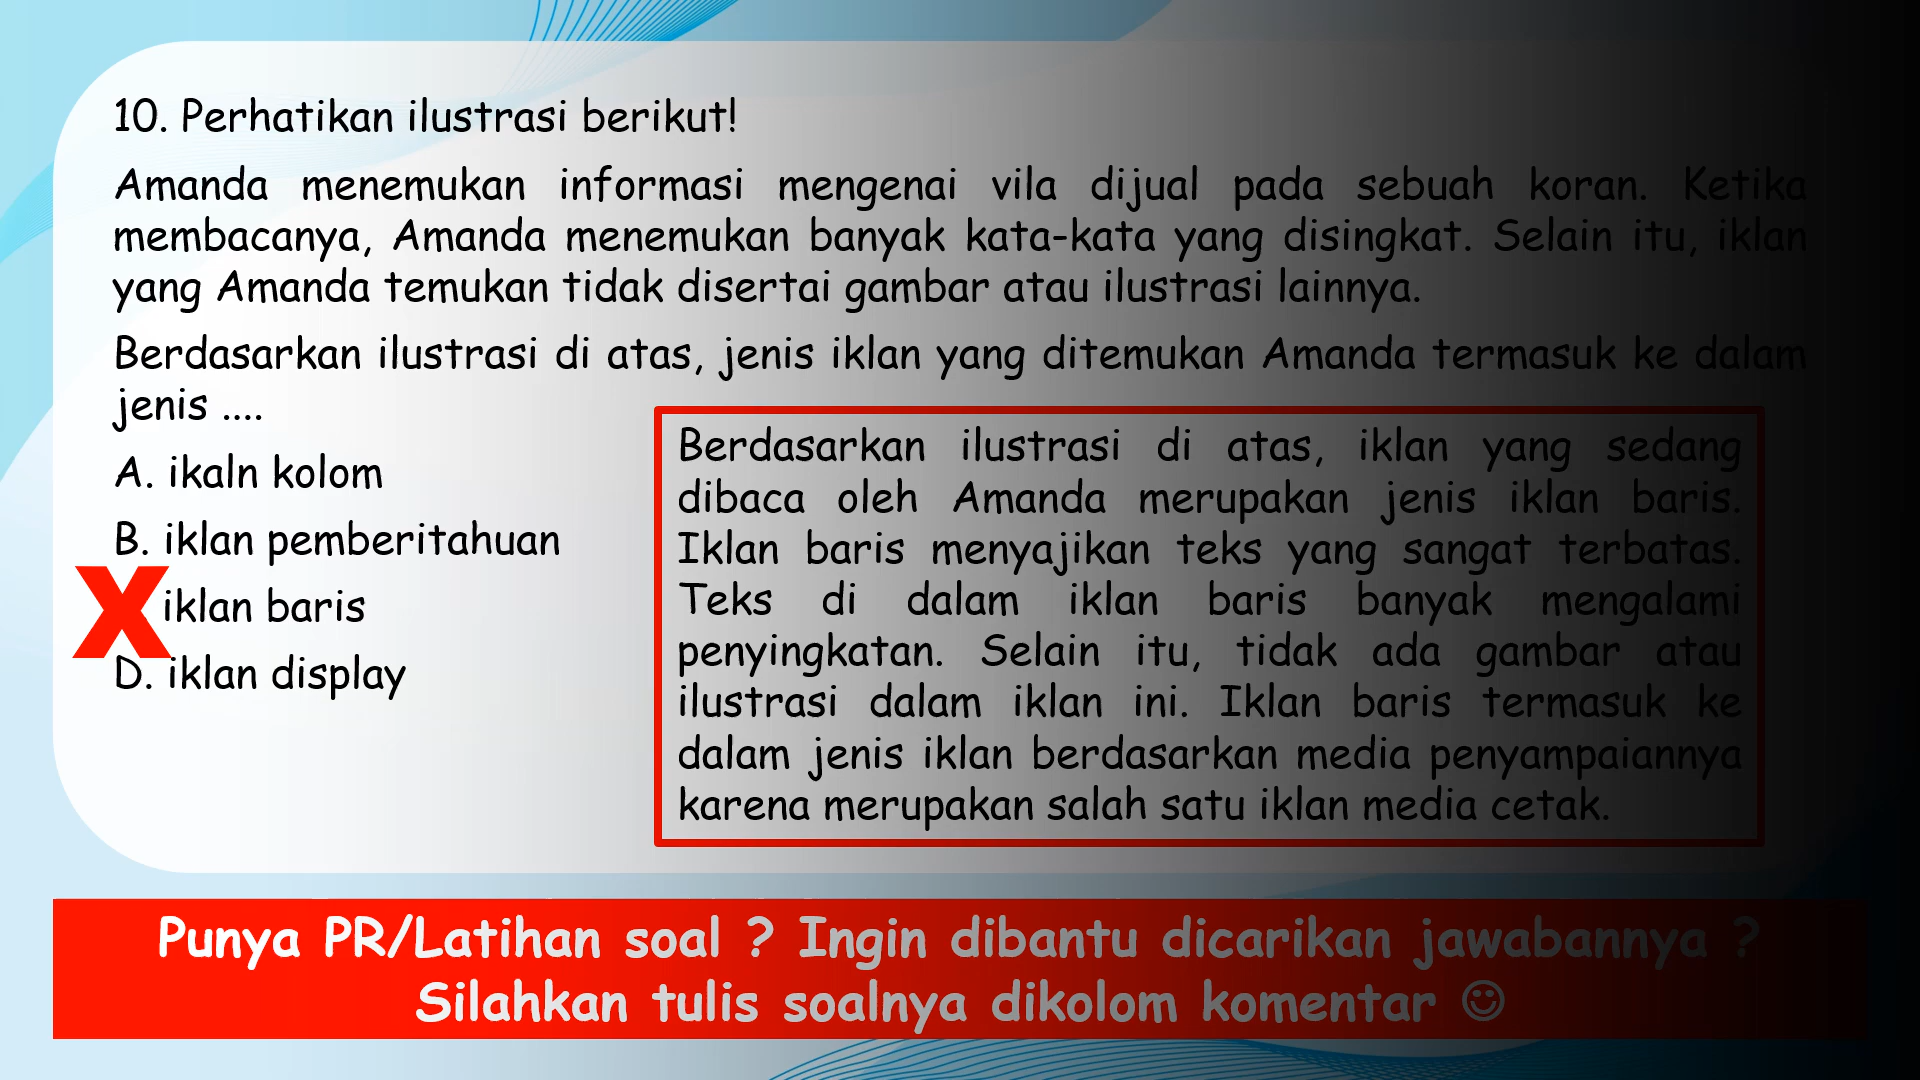 10. Perhatikan ilustrasi berikut!
Amanda menemukan informasi mengenai vila dijual pada sebuah koran. Ketika
membacanya, Amanda menemukan banyak kata-kata yang disingkat. Selain itu, iklan
yang Amanda temukan tidak disertai gambar atau ilustrasi lainnya.
Berdasarkan ilustrasi di atas, jenis iklan yang ditemukan Amanda termasuk ke dalam
jenis ....
A. ikaln kolom
B. iklan pemberitahuan
X iklan baris
D. iklan display
Berdasarkan ilustrasi di atas, iklan yang sedang
dibaca oleh Amanda merupakan jenis iklan baris.
Iklan baris menyajikan teks yang sangat terbatas.
Teks di dalam iklan baris banyak mengalami
penyingkatan. Selain itu, tidak ada gambar atau
ilustrasi dalam iklan ini. Iklan baris termasuk ke
dalam jenis iklan berdasarkan media penyampaiannya
karena merupakan salah satu iklan media cetak.
Punya PR/Latihan soal ? Ingin dibantu dicarikan jawabannya ?
Silahkan tulis soalnya dikolom komentar ☺